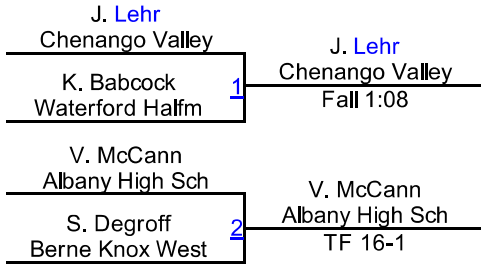 J. Lehr
Chenango Valley
K. Babcock
Waterford Halfm
1
J. Lehr
Chenango Valley
Fall 1:08
V. McCann
Albany High Sch
S. Degroff
Berne Knox West
2
V. McCann
Albany High Sch
TF 16-1